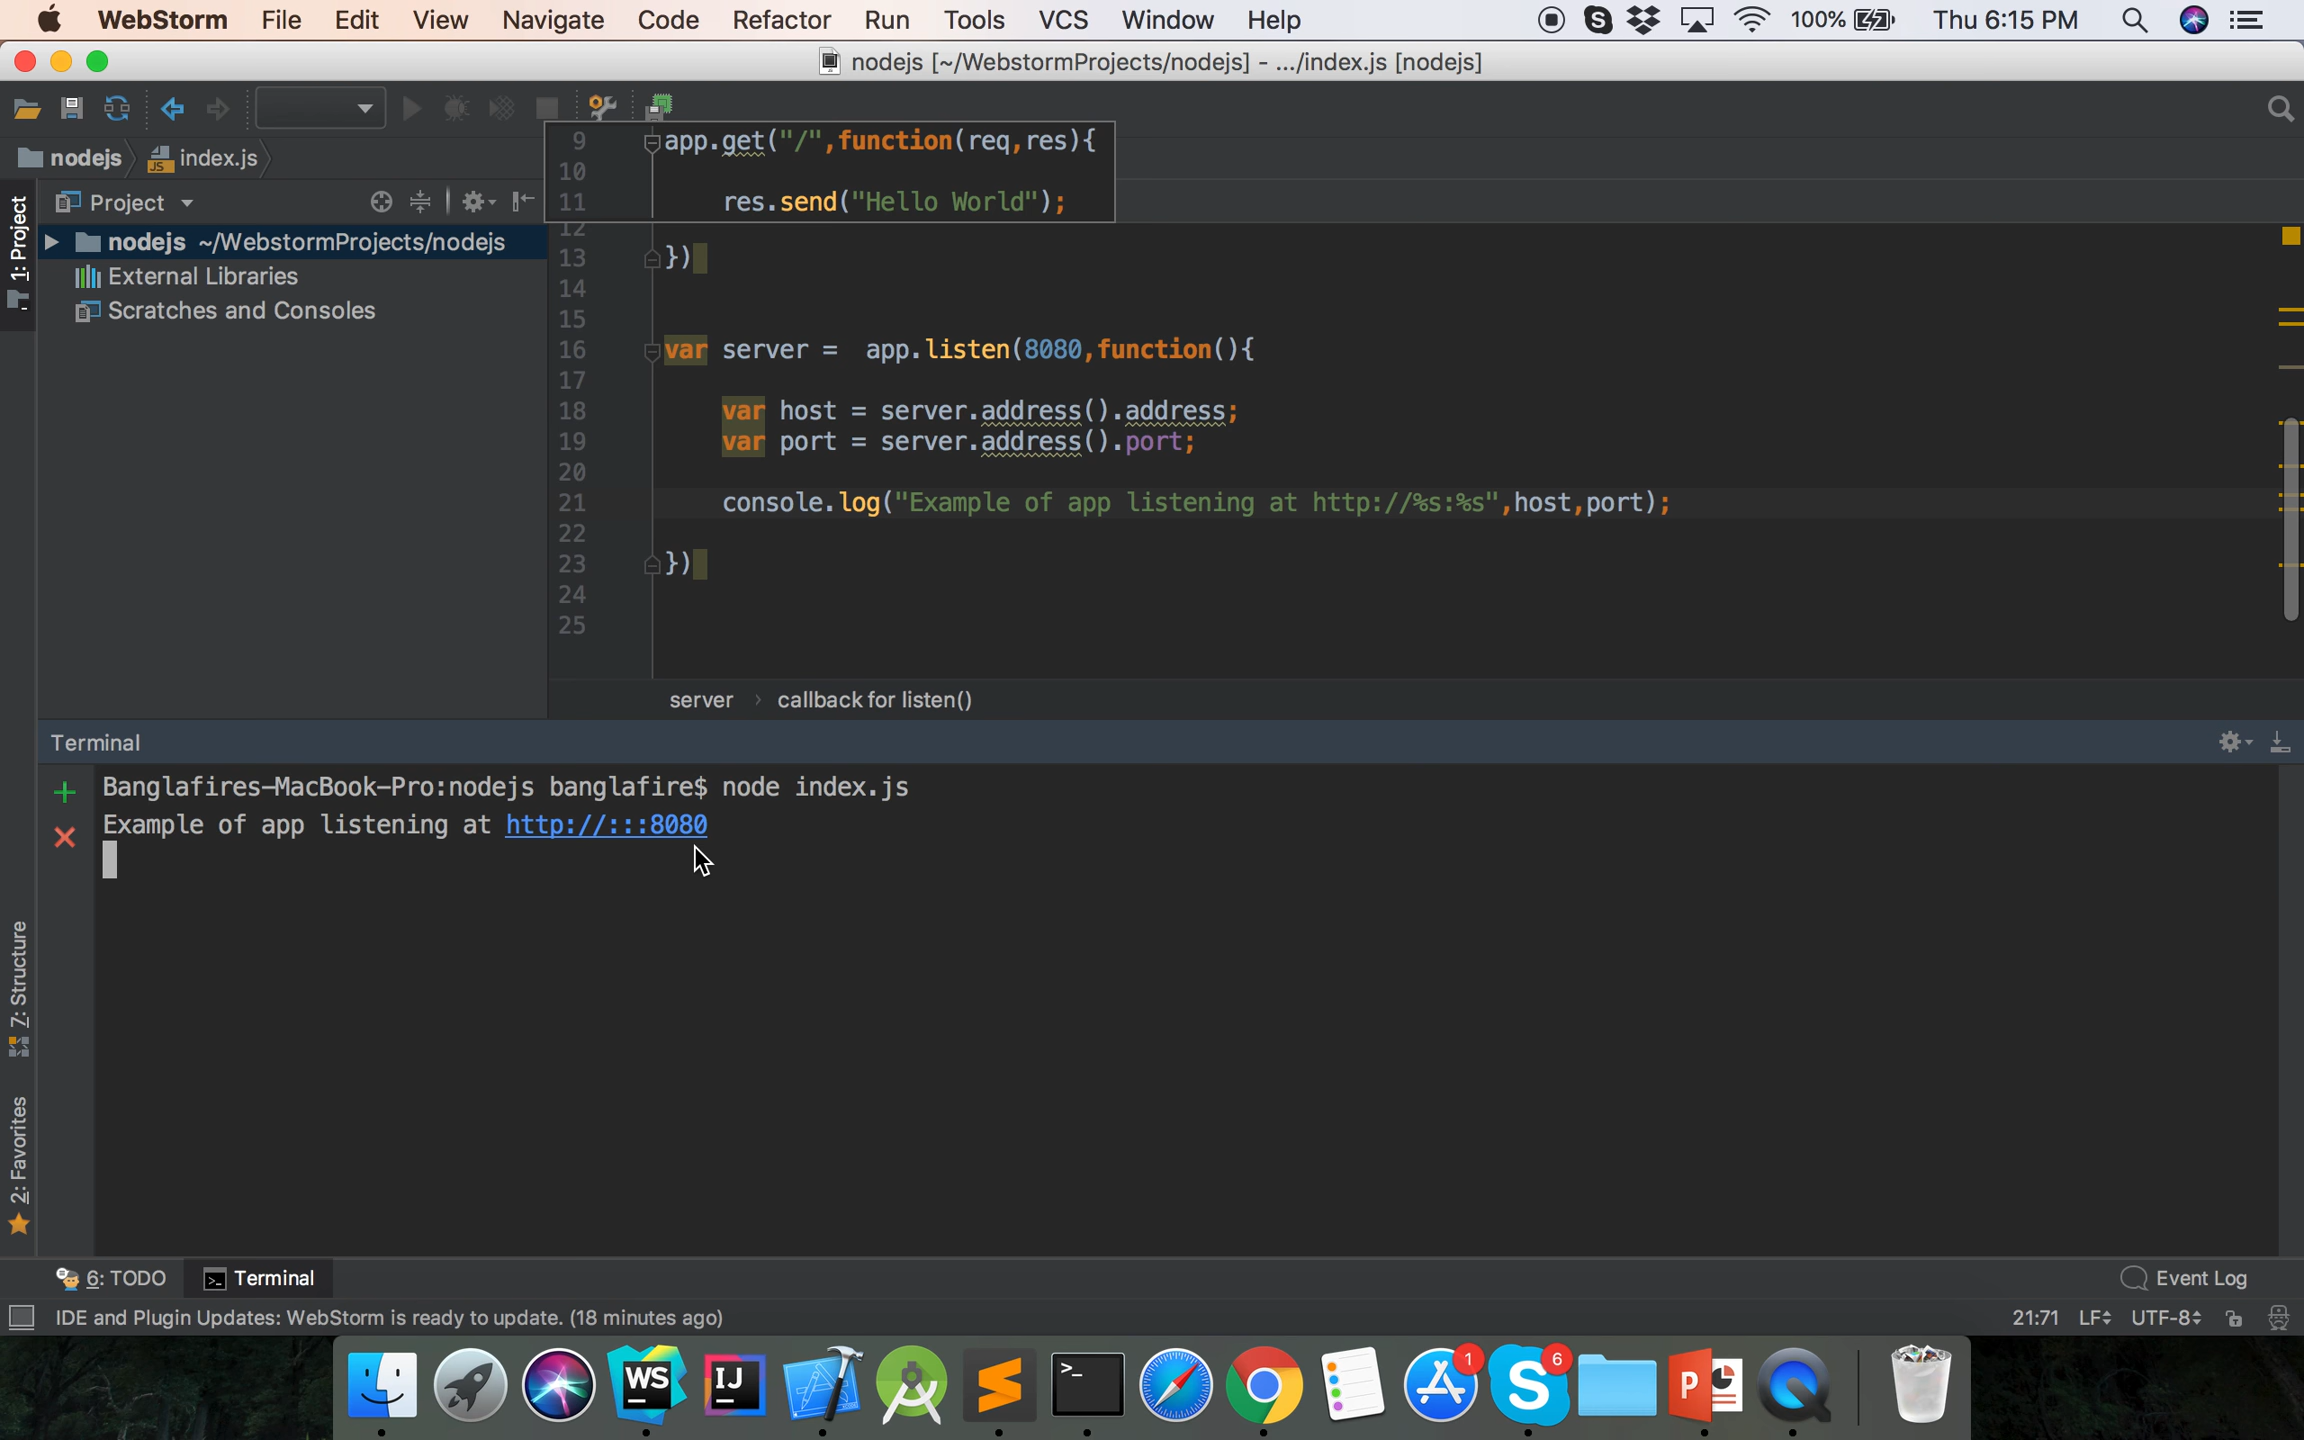 WebStorm File Edit View Navigate Code Refactor Run Tools VCS Window Help 100% Thu 6:15 PM
nodejs [~/WebstormProjects/nodejs] - .../index.js [nodejs]
nodejs index.js
Project
1: Project
nodejs ~/WebstormProjects/nodejs
External Libraries
Scratches and Consoles
9 app.get("/",function(req,res){
10
11 res.send("Hello World");
12
13 })
14
15
16 var server =  app.listen(8080,function(){
17
18 var host = server.address().address;
19 var port = server.address().port;
20
21 console.log("Example of app listening at http://%s:%s",host,port);
22
23 })
24
25
server › callback for listen()
Terminal
Banglafires-MacBook-Pro:nodejs banglafire$ node index.js
Example of app listening at http://:::8080
7: Structure
2: Favorites
6: TODO Terminal Event Log
IDE and Plugin Updates: WebStorm is ready to update. (18 minutes ago) 21:71 LF UTF-8
WS IJ >_ 1 S 6 P